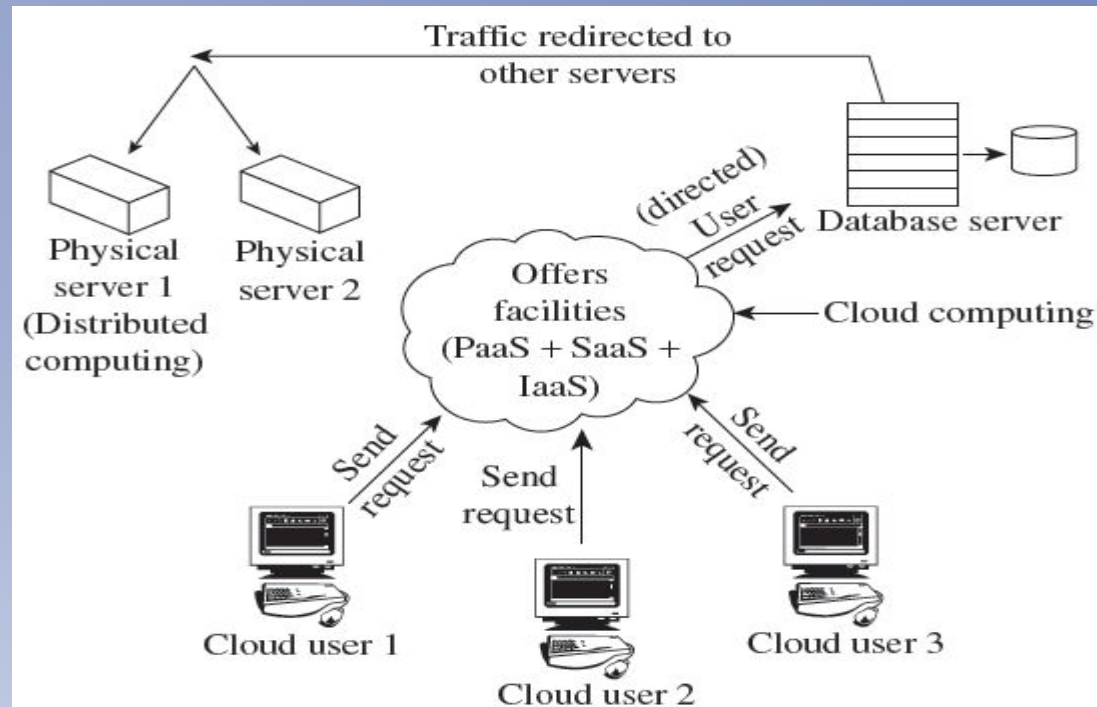 Traffic redirected to
other servers
(directed)
User
request
Database server
Physical
server 1
(Distributed
computing)
Physical
server 2
Offers
facilities
(PaaS + SaaS +
IaaS)
Cloud computing
Send
request
Send
request
Send
request
Cloud user 1
Cloud user 2
Cloud user 3